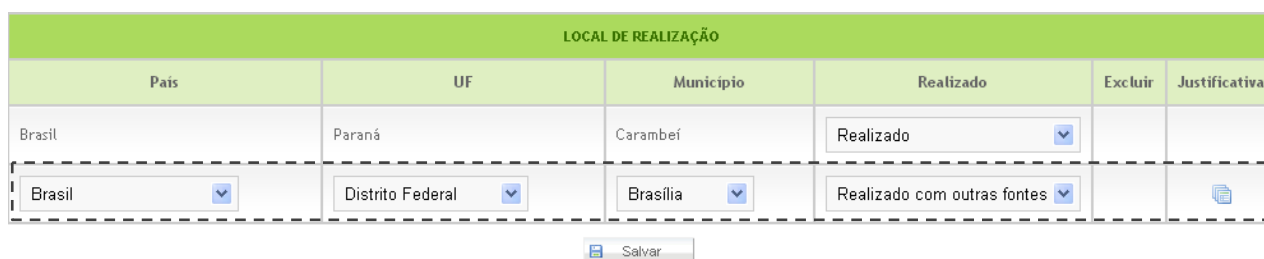 LOCAL DE REALIZAÇÃO
País UF Município Realizado Excluir Justificativa
Brasil Paraná Carambeí Realizado
Brasil Distrito Federal Brasília Realizado com outras fontes
Salvar